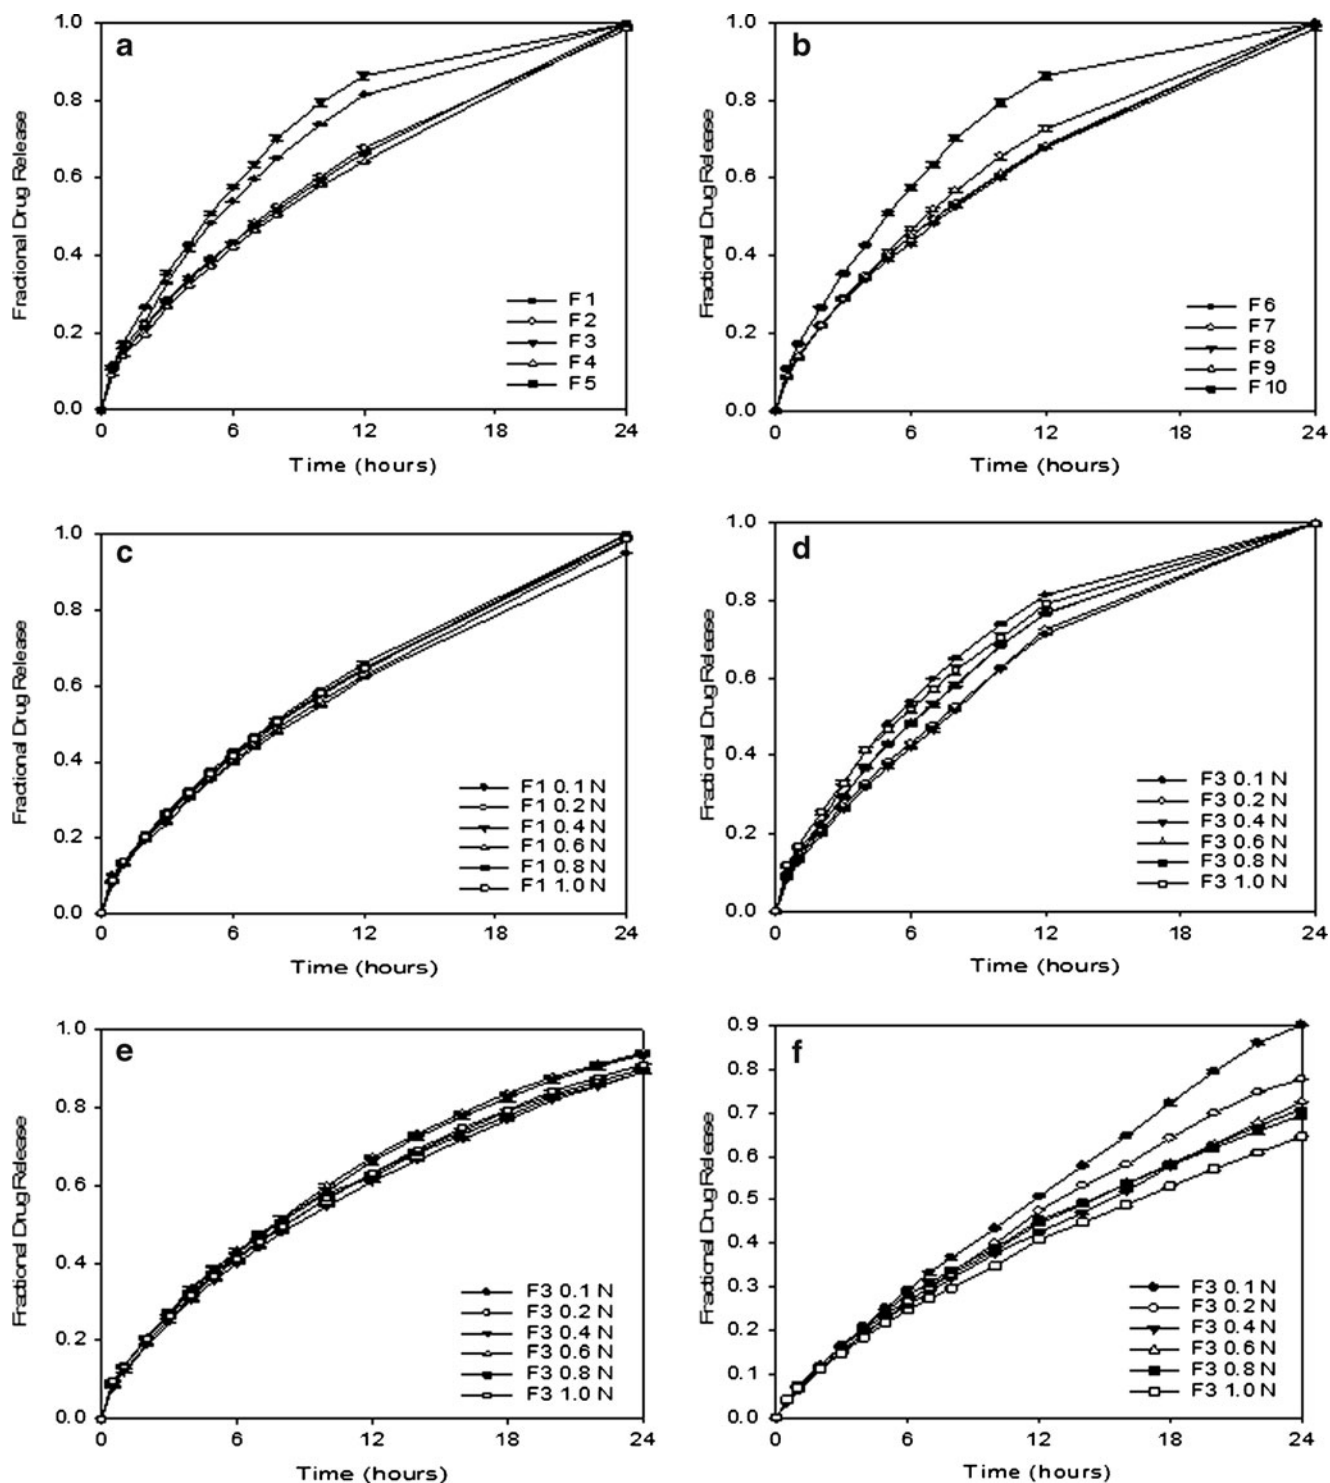 a
1.0
0.8
0.6
0.4
0.2
0.0
Fractional Drug Release
F1
F2
F3
F4
F5
0 6 12 18 24
Time (hours)
b
1.0
0.8
0.6
0.4
0.2
0.0
Fractional Drug Release
F6
F7
F8
F9
F10
0 6 12 18 24
Time (hours)
c
1.0
0.8
0.6
0.4
0.2
0.0
Fractional Drug Release
F1 0.1 N
F1 0.2 N
F1 0.4 N
F1 0.6 N
F1 0.8 N
F1 1.0 N
0 6 12 18 24
Time (hours)
d
1.0
0.8
0.6
0.4
0.2
0.0
Fractional Drug Release
F3 0.1 N
F3 0.2 N
F3 0.4 N
F3 0.6 N
F3 0.8 N
F3 1.0 N
0 6 12 18 24
Time (hours)
e
1.0
0.8
0.6
0.4
0.2
0.0
Fractional Drug Release
F3 0.1 N
F3 0.2 N
F3 0.4 N
F3 0.6 N
F3 0.8 N
F3 1.0 N
0 6 12 18 24
Time (hours)
f
0.9
0.8
0.7
0.6
0.5
0.4
0.3
0.2
0.1
0.0
Fractional Drug Release
F3 0.1 N
F3 0.2 N
F3 0.4 N
F3 0.6 N
F3 0.8 N
F3 1.0 N
0 6 12 18 24
Time (hours)